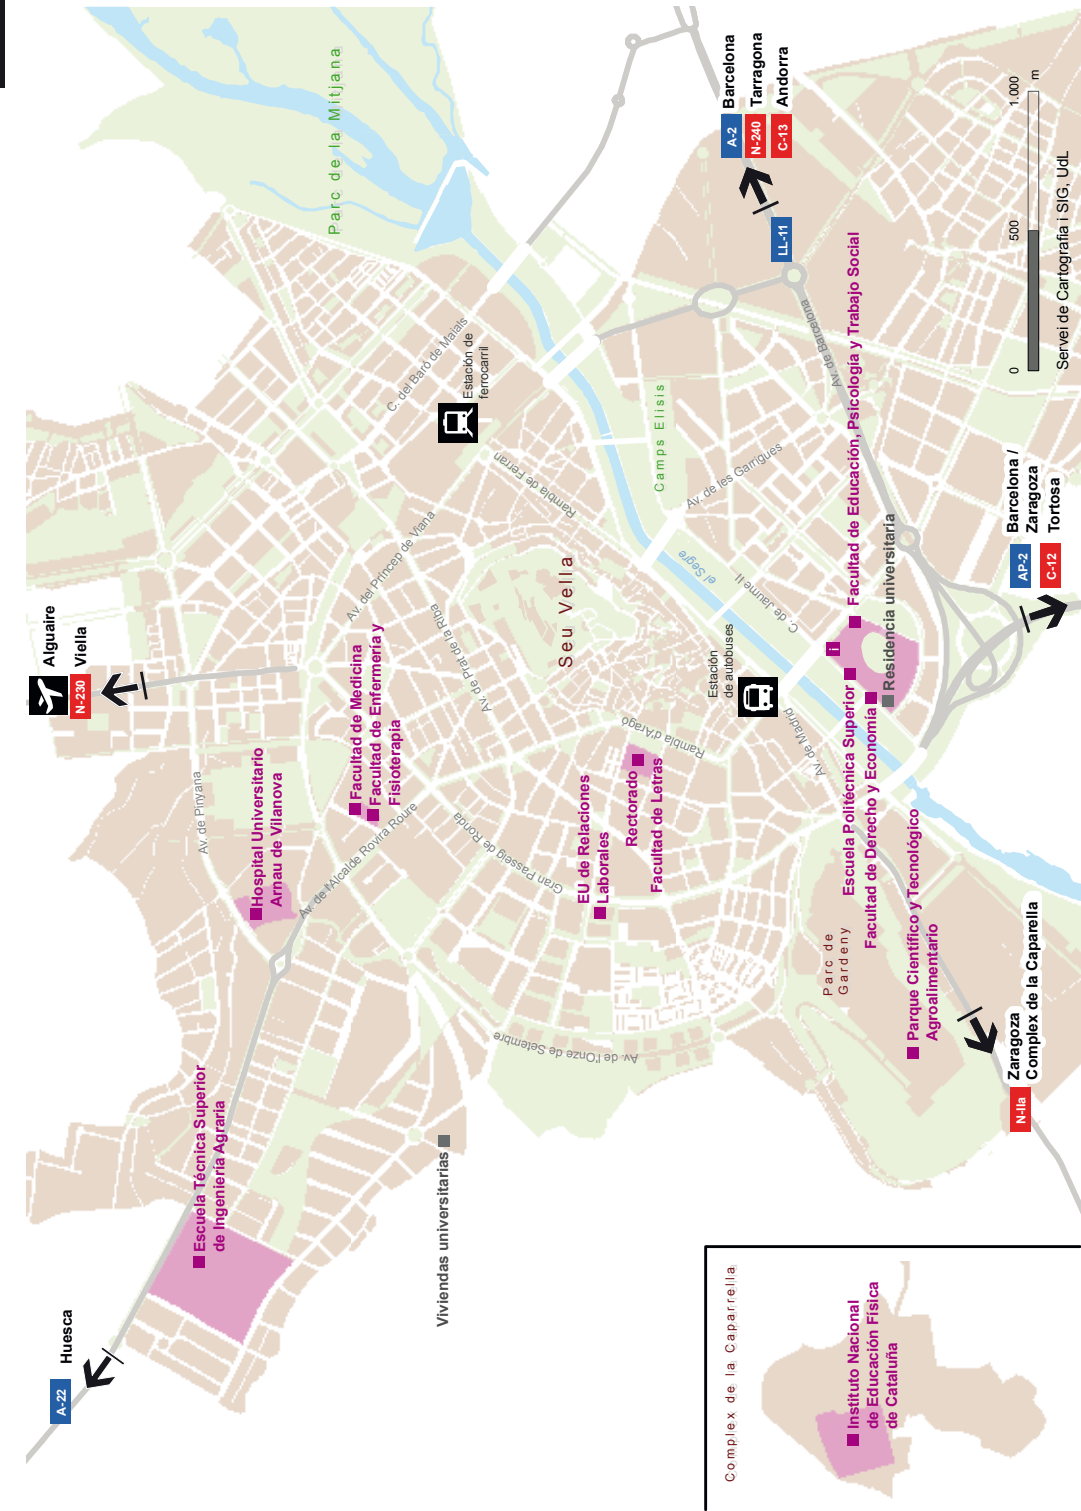 A-22
Huesca
Escuela Técnica Superior
de Ingeniería Agraria
Viviendas universitarias
Hospital Universitario
Arnau de Vilanova
Av. de Pinyana
Av. de l'Alcalde Rovira Roure
N-230
Alguaire
Viella
Facultad de Medicina
Facultad de Enfermería y
Fisioterapia
Av. del Príncep de Viana
Av. de Prat de la Riba
Gran Passeig de Ronda
Av. de l'Onze de Setembre
C. del Baró de Maials
Estación de
ferrocarril
Rambla de Ferran
Parc de la Mitjana
Seu Vella
EU de Relaciones
Laborales
Rectorado
Facultad de Letras
Rambla d'Aragó
Estación
de autobuses
Av. de Madrid
el Segre
Camps Elisis
Av. de les Garrigues
C. de Jaume II
i
Escuela Politécnica Superior
Facultad de Derecho y Economía
Facultad de Educación, Psicología y Trabajo Social
Residencia universitaria
Av. de Barcelona
LL-11
A-2
Barcelona
N-240
Tarragona
C-13
Andorra
Parc de
Gardeny
Parque Científico y Tecnológico
Agroalimentario
N-IIa
Zaragoza
Complex de la Caparella
AP-2
Barcelona /
Zaragoza
C-12
Tortosa
0
500
1.000
m
Servei de Cartografia i SIG, UdL
Complex de la Caparrella
Instituto Nacional
de Educación Física
de Cataluña